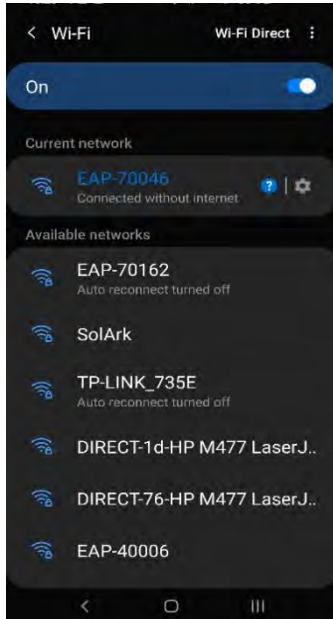 Wi-Fi Wi-Fi Direct
On
Current network
EAP-70046
Connected without internet
Available networks
EAP-70162
Auto reconnect turned off
SolArk
TP-LINK_735E
Auto reconnect turned off
DIRECT-1d-HP M477 LaserJ..
DIRECT-76-HP M477 LaserJ..
EAP-40006